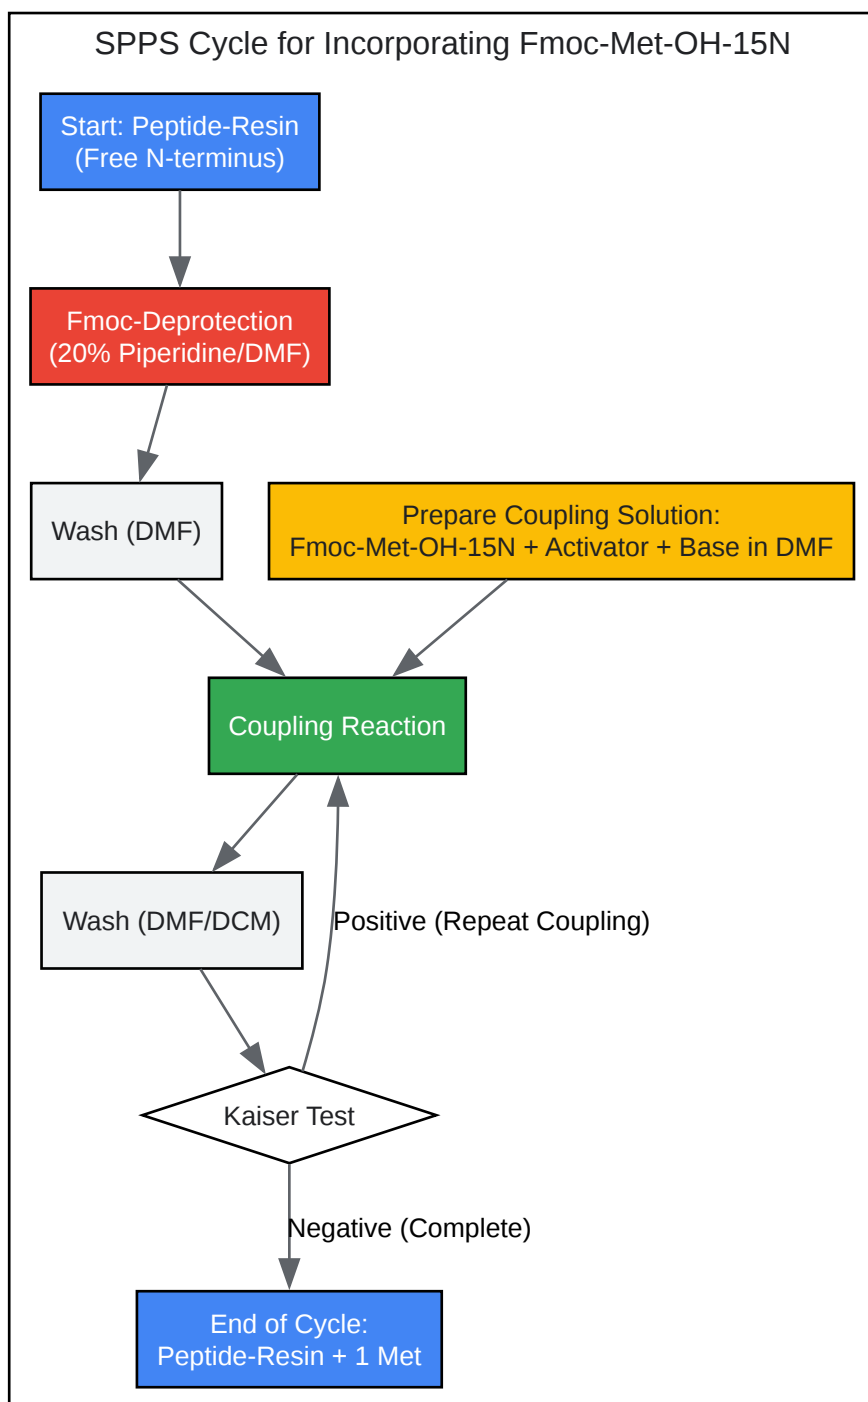 SPPS Cycle for Incorporating Fmoc-Met-OH-15N
Start: Peptide-Resin
(Free N-terminus)
Fmoc-Deprotection
(20% Piperidine/DMF)
Wash (DMF)
Prepare Coupling Solution:
Fmoc-Met-OH-15N + Activator + Base in DMF
Coupling Reaction
Wash (DMF/DCM)
Positive (Repeat Coupling)
Kaiser Test
Negative (Complete)
End of Cycle:
Peptide-Resin + 1 Met